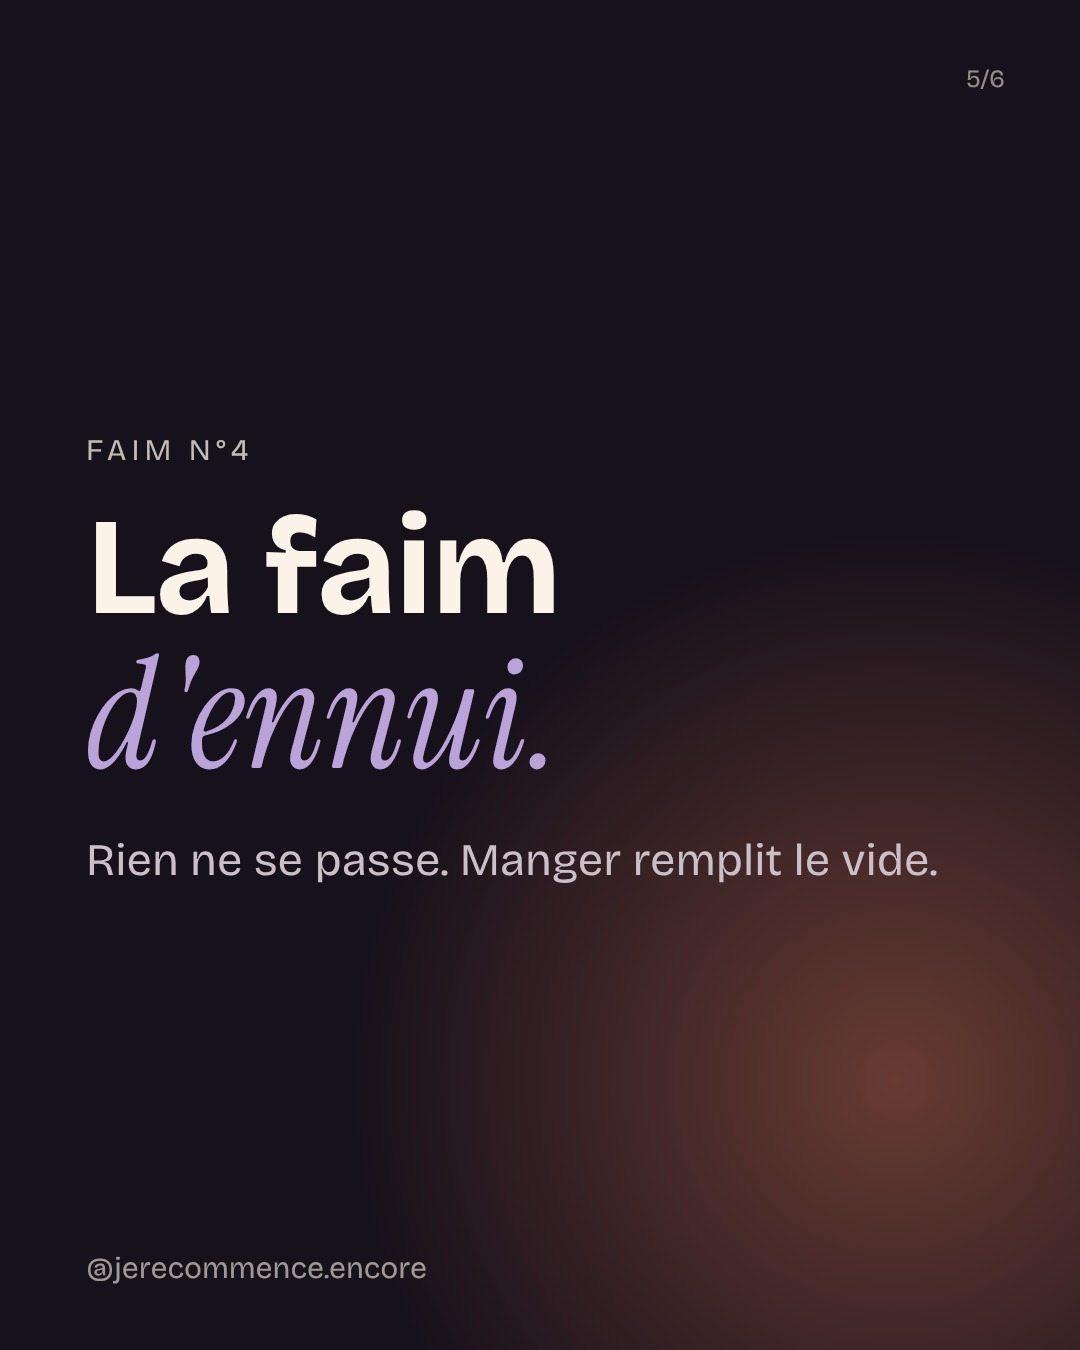 5/6
FAIM N°4
La faim
d'ennui.
Rien ne se passe. Manger remplit le vide.
@jerecommence.encore